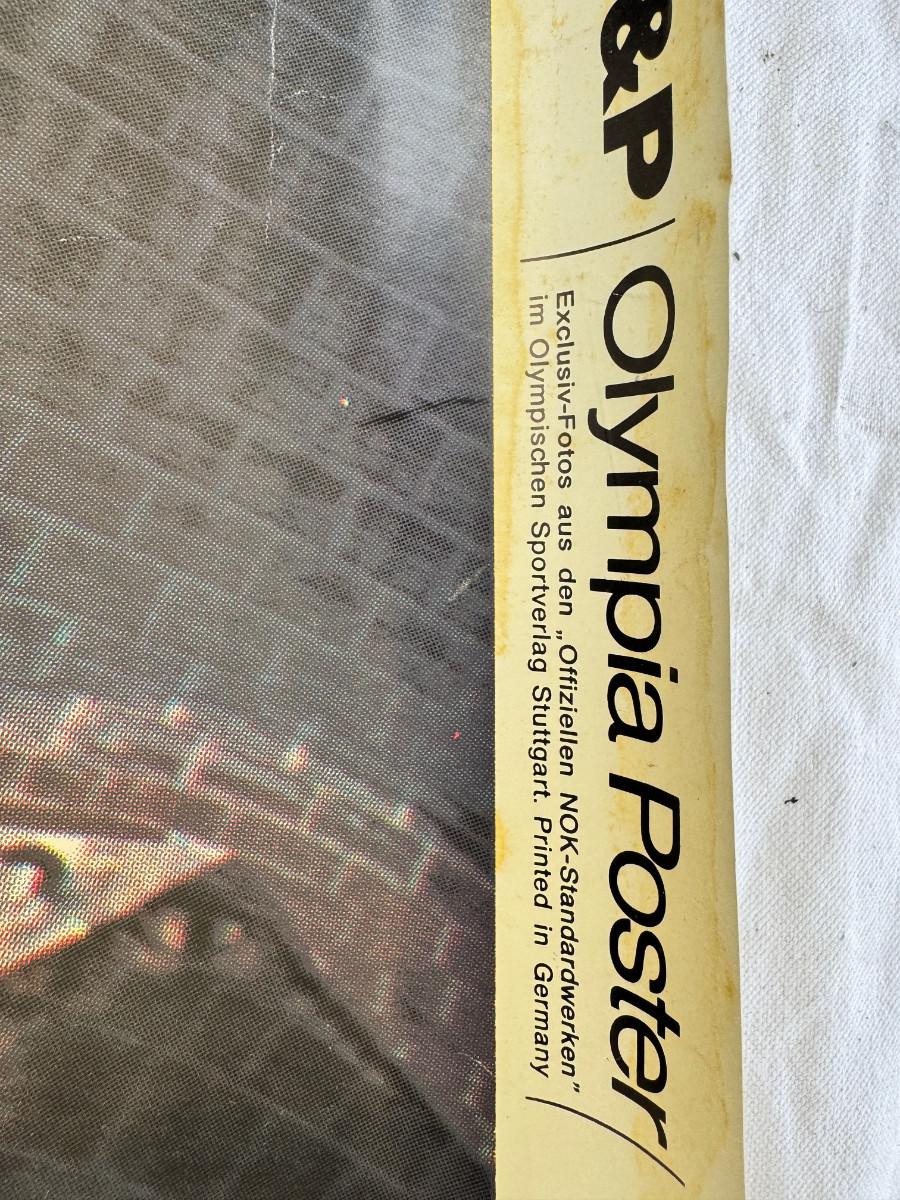 &P
Olympia Poster
Exclusiv-Fotos aus den „Offiziellen NOK-Standardwerken”
im Olympischen Sportverlag Stuttgart. Printed in Germany